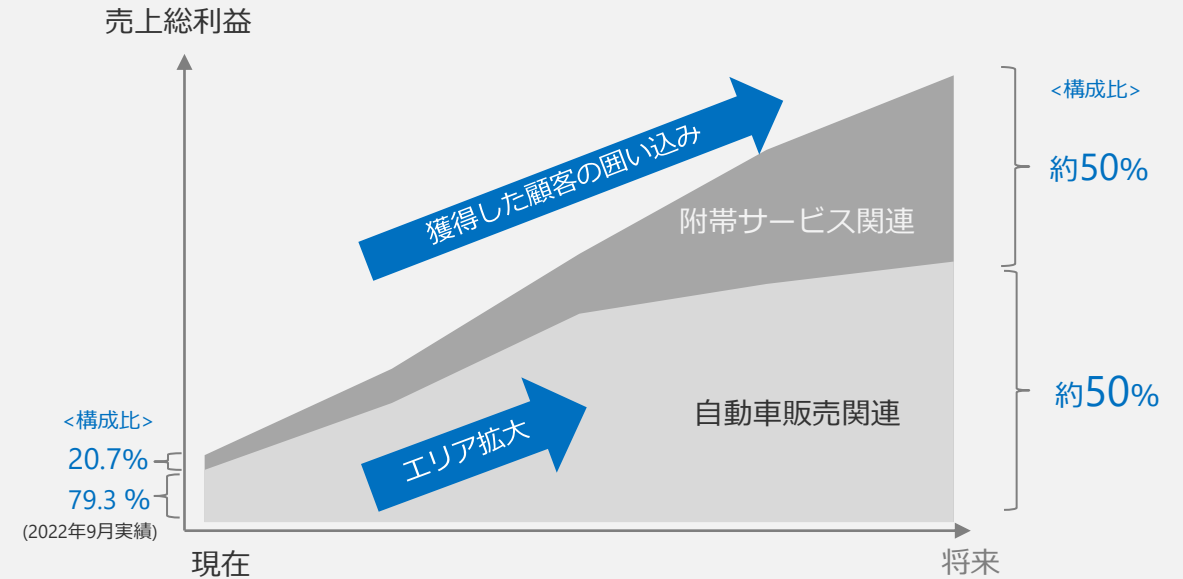 売上総利益
<構成比>
約50%
獲得した顧客の囲い込み
附帯サービス関連
約50%
自動車販売関連
エリア拡大
<構成比>
20.7%
79.3 %
(2022年9月実績)
現在
将来